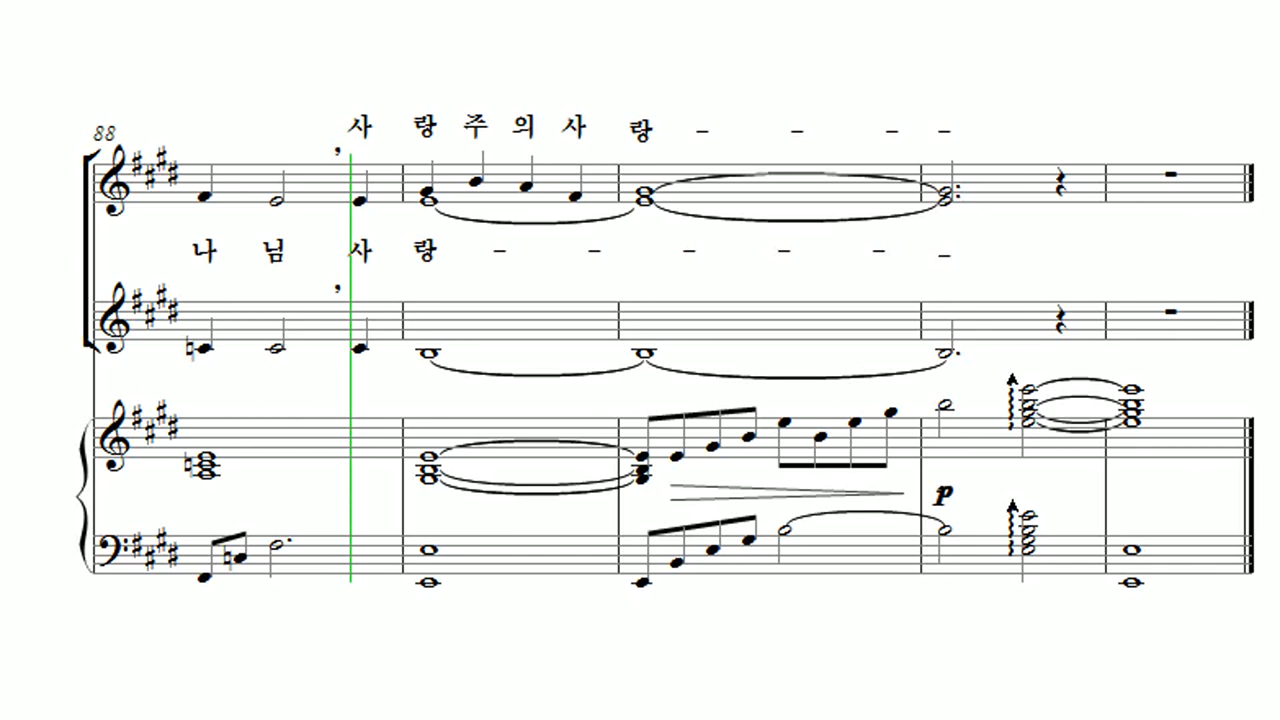 88
사 랑 주 의 사 랑 – – – –
나 님 사 랑 – – – – – –
p